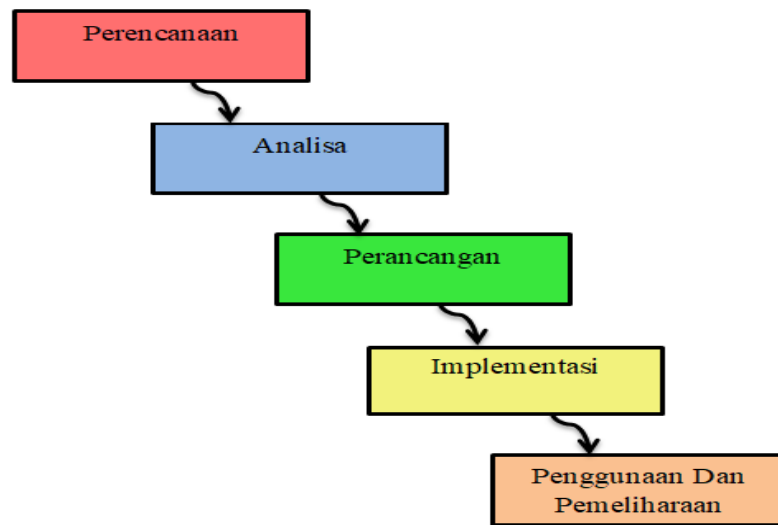 Perencanaan
Analisa
Perancangan
Implementasi
Penggunaan Dan
Pemeliharaan